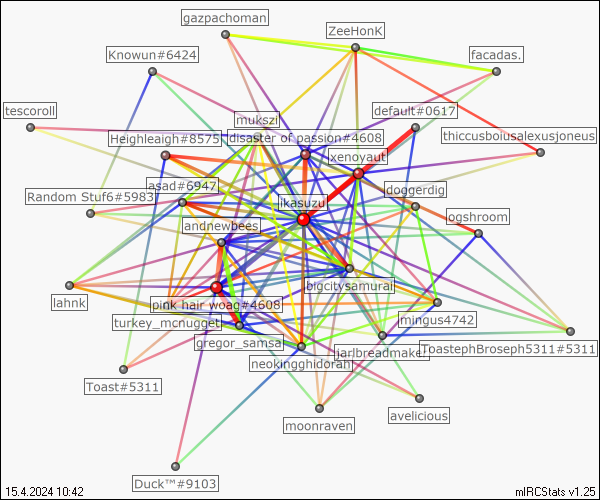 gazpachoman
ZeeHonK
Knowun#6424
facadas.
tescoroll
mukszi
default#0617
Heighleaigh#8575
disaster of passion#4608
thiccusboiusalexusjoneus
xenoyaut
asad#6947
doggerdig
Random Stuf6#5983
jkasuzu
ogshroom
andnewbees
bigcitysamurai
lahnk
pink hair woag#4608
turkey_mcnugget
mingus4742
gregor_samsa
jarlbreadmaker
ToastephBroseph5311#5311
neokingghidorah
Toast#5311
avelicious
moonraven
Duck™#9103
15.4.2024 10:42
mIRCStats v1.25